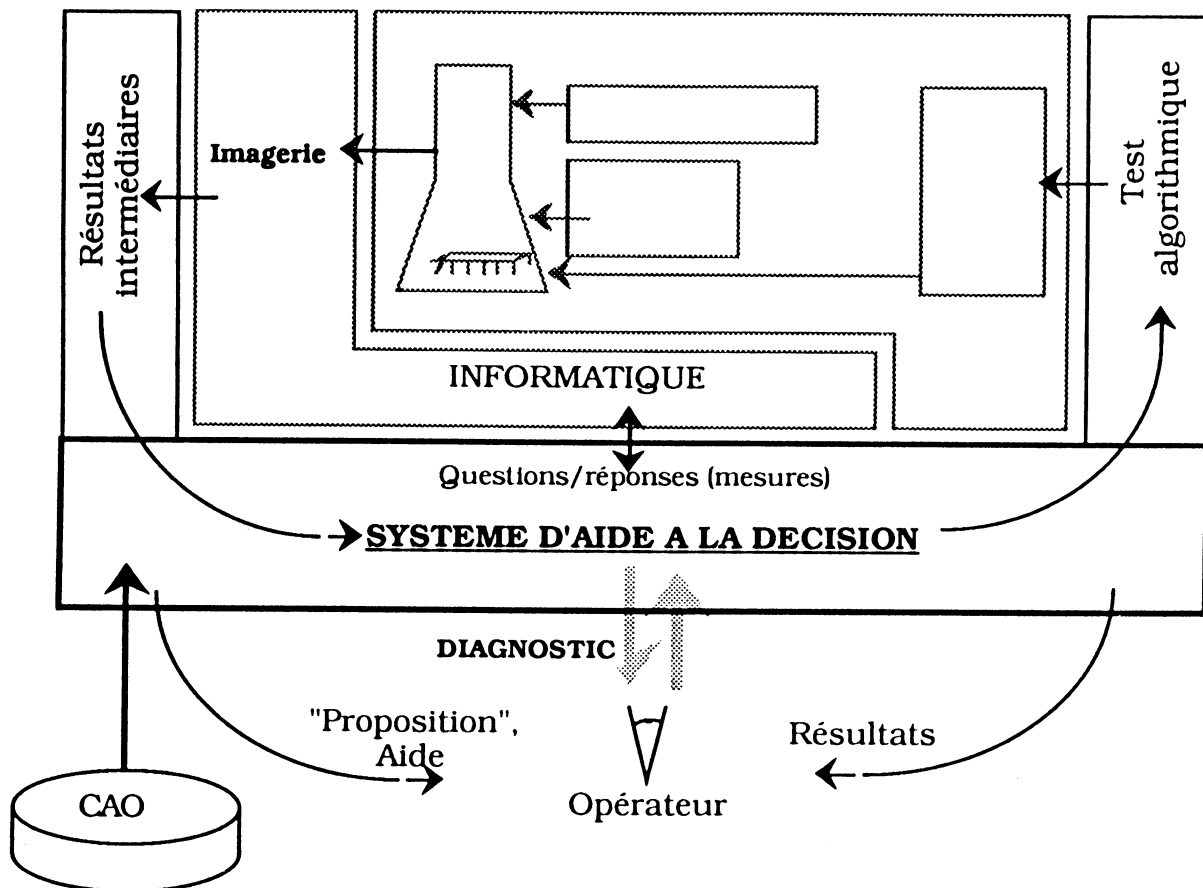 Résultats
intermédiaires
Imagerie
Test
algorithmique
INFORMATIQUE
Questions/réponses (mesures)
SYSTEME D'AIDE A LA DECISION
DIAGNOSTIC
"Proposition",
Aide
Résultats
Opérateur
CAO